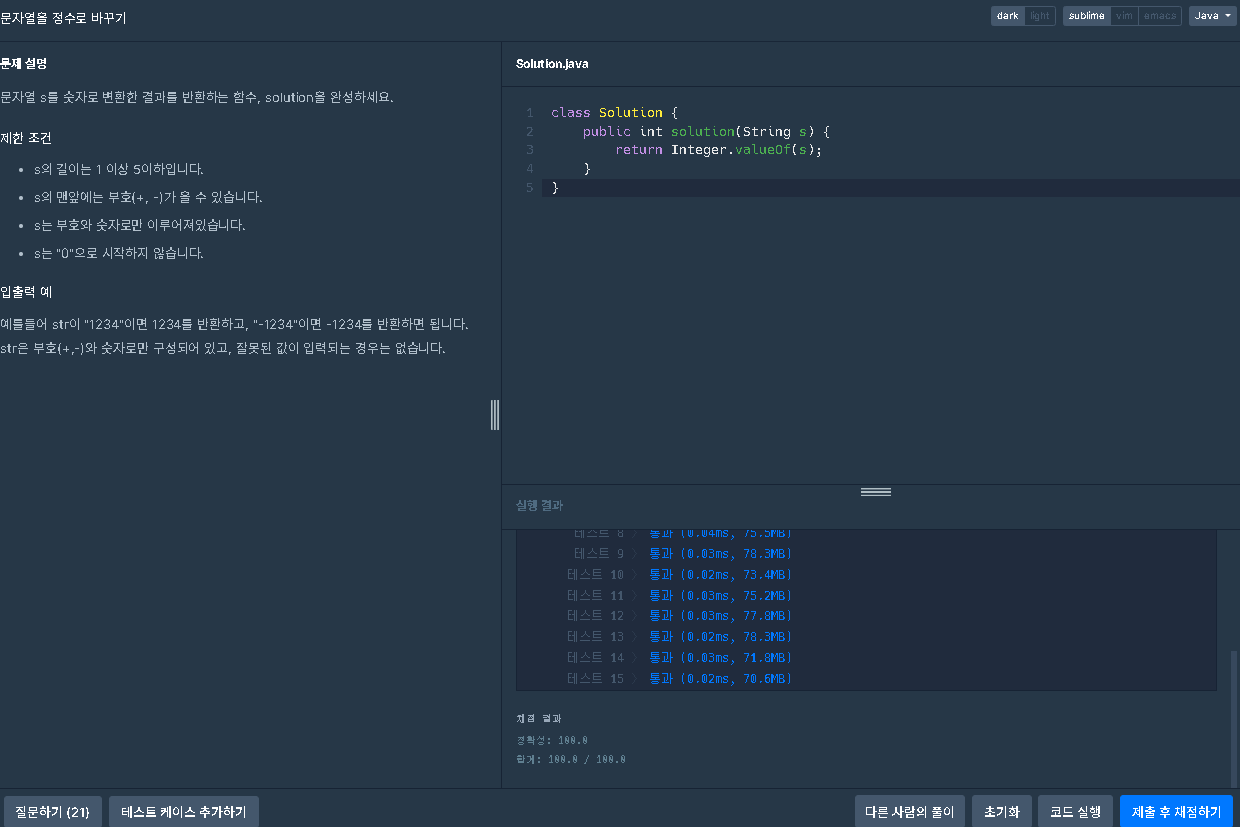 문자열을 정수로 바꾸기
dark light sublime vim emacs Java
문제 설명
문자열 s를 숫자로 변환한 결과를 반환하는 함수, solution을 완성하세요.
제한 조건
• s의 길이는 1 이상 5이하입니다.
• s의 맨앞에는 부호(+, -)가 올 수 있습니다.
• s는 부호와 숫자로만 이루어져있습니다.
• s는 "0"으로 시작하지 않습니다.
입출력 예
예를들어 str이 "1234"이면 1234를 반환하고, "-1234"이면 -1234를 반환하면 됩니다.
str은 부호(+,-)와 숫자로만 구성되어 있고, 잘못된 값이 입력되는 경우는 없습니다.
Solution.java
1 class Solution {
2 public int solution(String s) {
3 return Integer.valueOf(s);
4 }
5 }
실행 결과
테스트 8 〉 통과 (0.04ms, 75.5MB)
테스트 9 〉 통과 (0.03ms, 78.3MB)
테스트 10 〉 통과 (0.02ms, 73.4MB)
테스트 11 〉 통과 (0.03ms, 75.2MB)
테스트 12 〉 통과 (0.03ms, 77.8MB)
테스트 13 〉 통과 (0.02ms, 78.3MB)
테스트 14 〉 통과 (0.03ms, 71.8MB)
테스트 15 〉 통과 (0.02ms, 70.6MB)
채점 결과
정확성: 100.0
합계: 100.0 / 100.0
질문하기 (21) 테스트 케이스 추가하기 다른 사람의 풀이 초기화 코드 실행 제출 후 채점하기